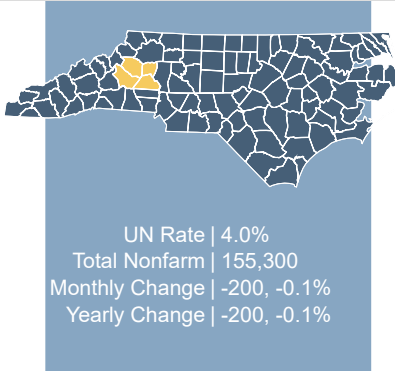 UN Rate | 4.0%
Total Nonfarm | 155,300
Monthly Change | -200, -0.1%
Yearly Change | -200, -0.1%